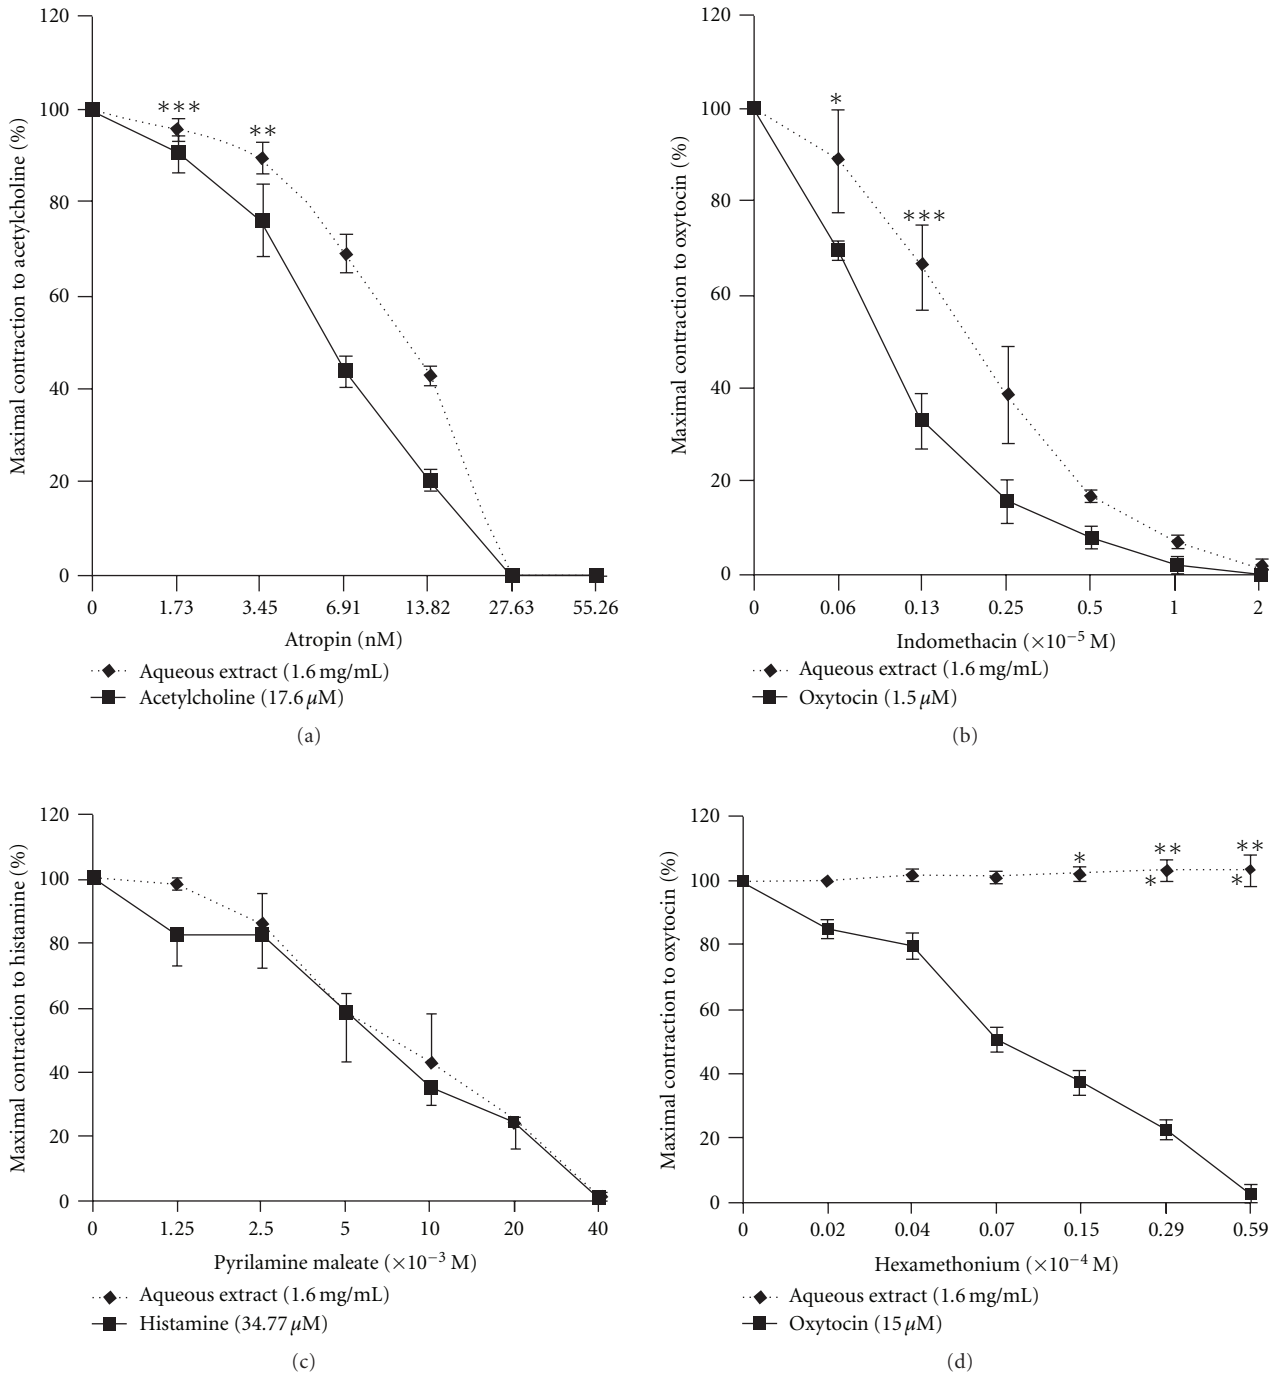 Maximal contraction to acetylcholine (%)
120
100
80
60
40
20
0
***
**
0 1.73 3.45 6.91 13.82 27.63 55.26
Atropin (nM)
Aqueous extract (1.6 mg/mL)
Acetylcholine (17.6 μM)
(a)
Maximal contraction to oxytocin (%)
120
100
80
60
40
20
0
*
***
0 0.06 0.13 0.25 0.5 1 2
Indomethacin (×10⁻⁵ M)
Aqueous extract (1.6 mg/mL)
Oxytocin (1.5 μM)
(b)
Maximal contraction to histamine (%)
120
100
80
60
40
20
0
0 1.25 2.5 5 10 20 40
Pyrilamine maleate (×10⁻³ M)
Aqueous extract (1.6 mg/mL)
Histamine (34.77 μM)
(c)
Maximal contraction to oxytocin (%)
120
100
80
60
40
20
0
*
**
*
**
*
0 0.02 0.04 0.07 0.15 0.29 0.59
Hexamethonium (×10⁻⁴ M)
Aqueous extract (1.6 mg/mL)
Oxytocin (15 μM)
(d)